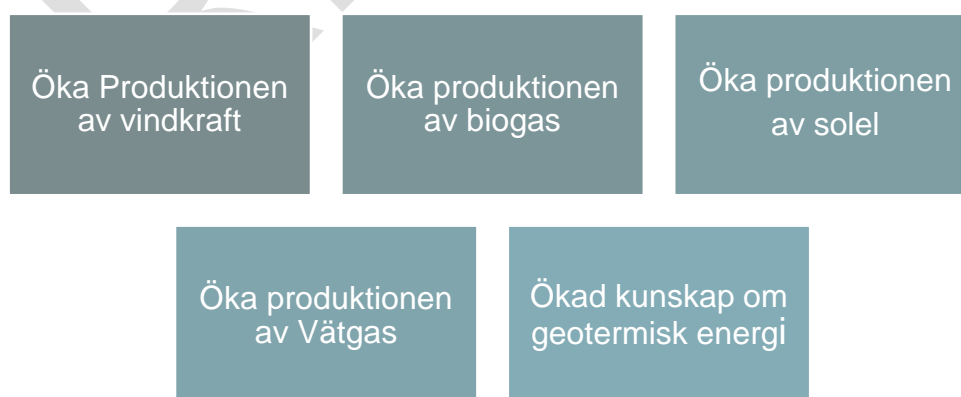 Öka Produktionen
av vindkraft
Öka produktionen
av biogas
Öka produktionen
av solel
Öka produktionen
av Vätgas
Ökad kunskap om
geotermisk energi